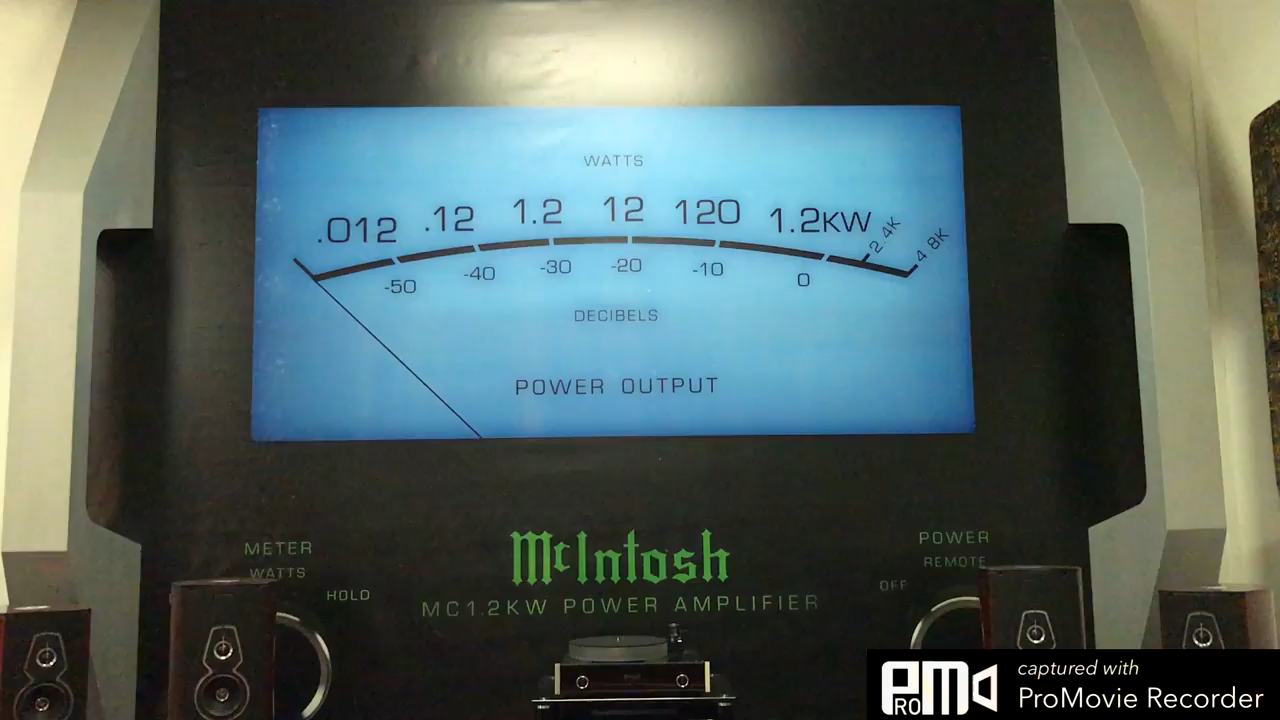 WATTS
.012 .12 1.2 12 120 1.2KW 2.4K 4.8K
-50 -40 -30 -20 -10 0
DECIBELS
POWER OUTPUT
McIntosh
MC1.2KW POWER AMPLIFIER
METER
WATTS
HOLD
POWER
REMOTE
OFF
PRO M
captured with
ProMovie Recorder